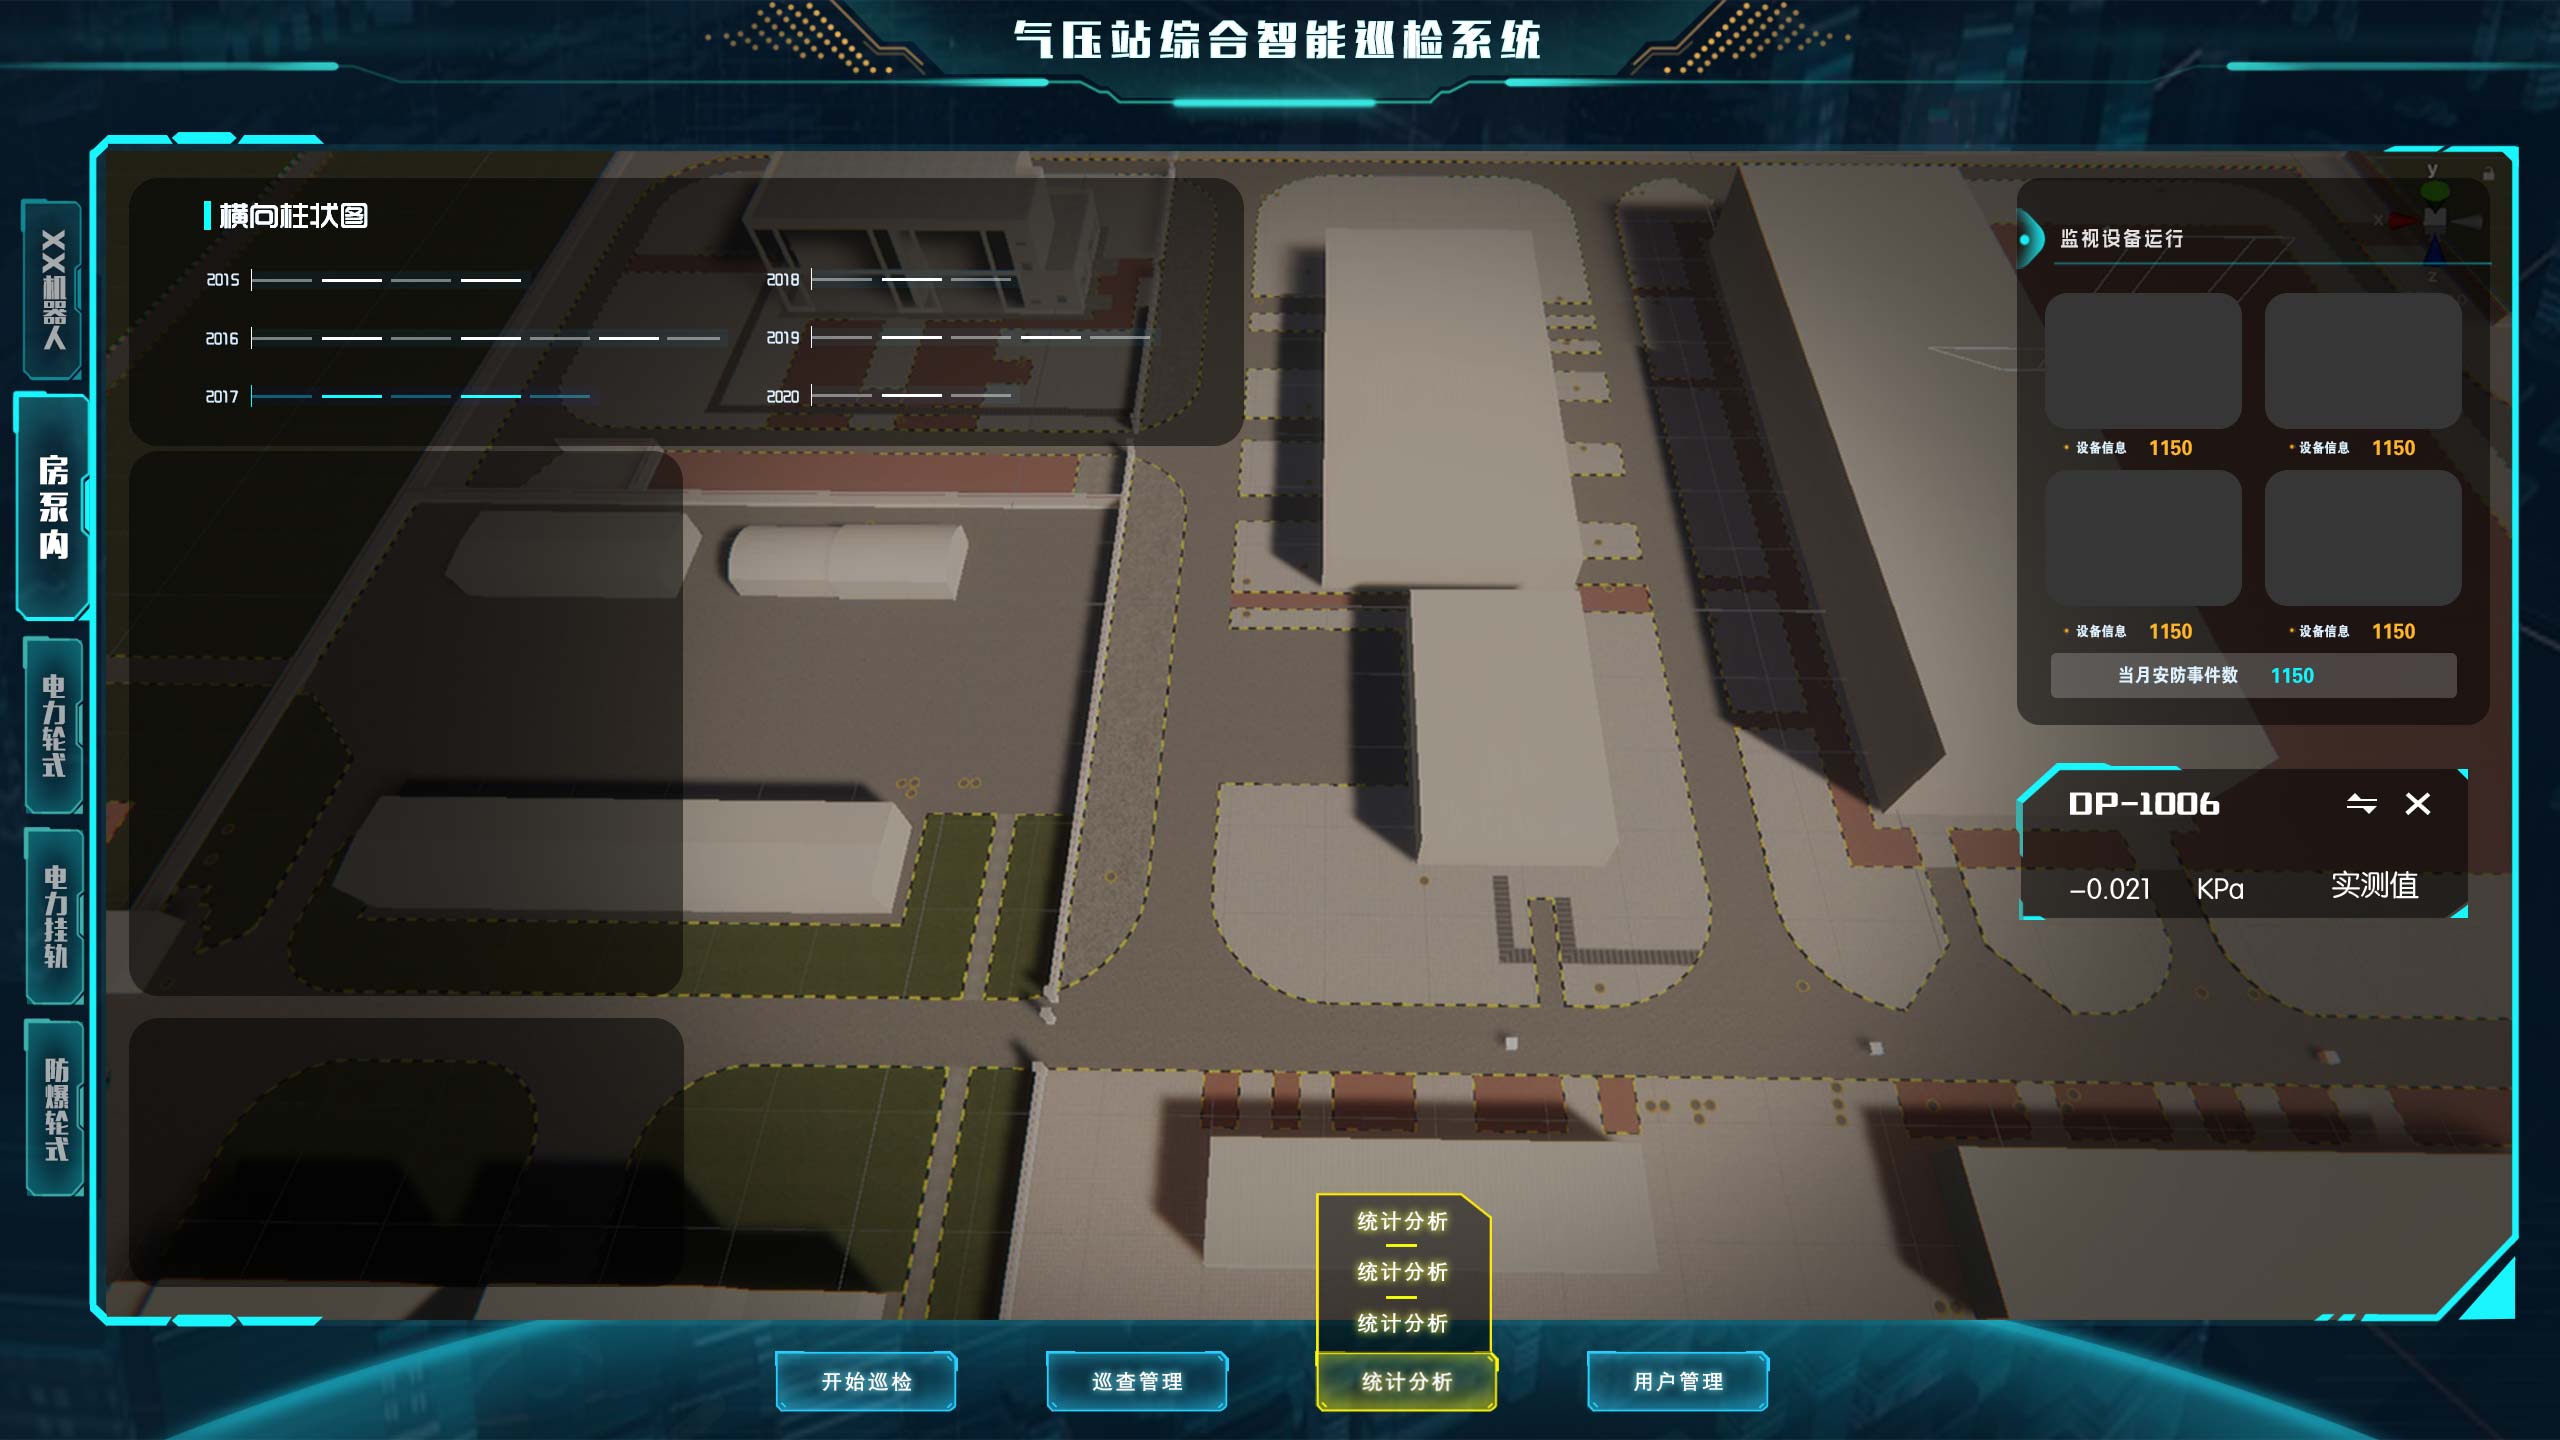 气压站综合智能巡检系统
XX机器人
房泵内
电力轮式
电力挂轨
防爆轮式
横向柱状图
2015
2018
2016
2019
2017
2020
y
x
z
监视设备运行
设备信息 1150
设备信息 1150
设备信息 1150
设备信息 1150
当月安防事件数 1150
DP-1006
-0.021 KPa 实测值
统计分析
统计分析
统计分析
开始巡检
巡查管理
统计分析
用户管理